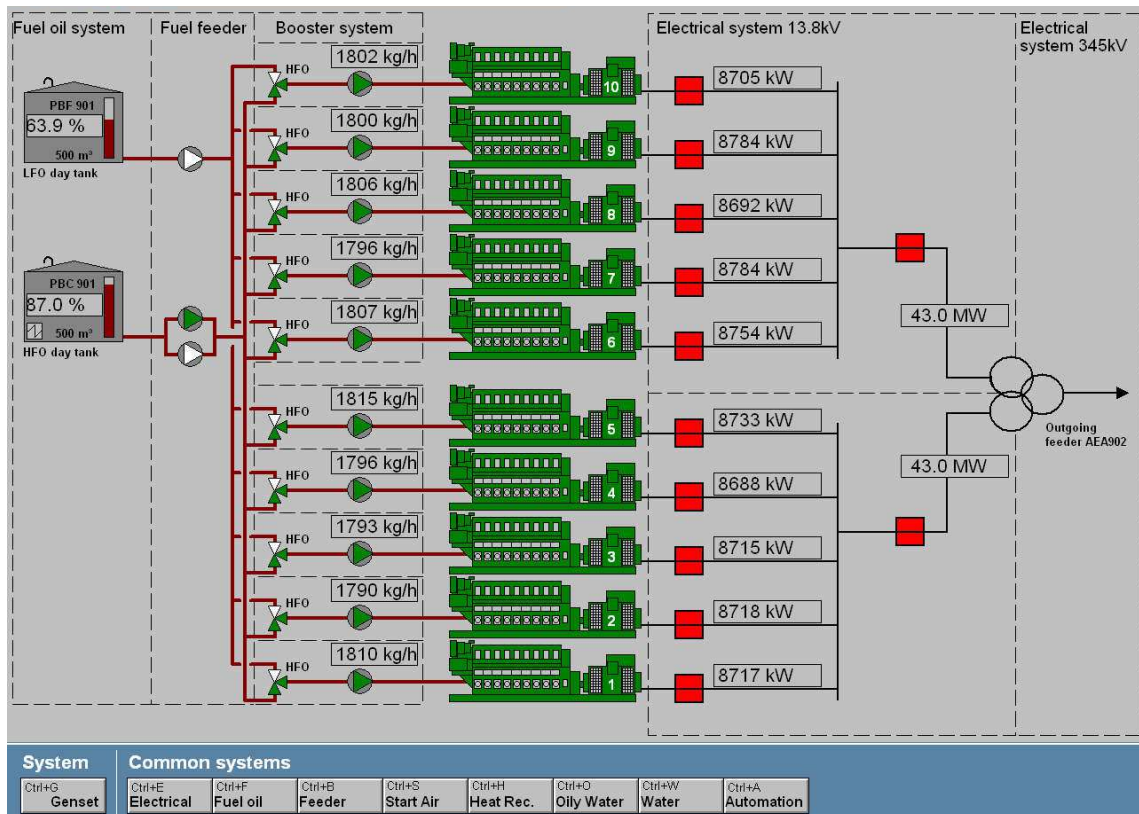 Fuel oil system
Fuel feeder
Booster system
Electrical system 13.8kV
Electrical
system 345kV
PBF 901
63.9 %
500 m³
LFO day tank
PBC 901
87.0 %
500 m³
HFO day tank
HFO
1802 kg/h
10
8705 kW
HFO
1800 kg/h
9
8784 kW
HFO
1806 kg/h
8
8692 kW
HFO
1796 kg/h
7
8784 kW
HFO
1807 kg/h
6
8754 kW
43.0 MW
HFO
1815 kg/h
5
8733 kW
HFO
1796 kg/h
4
8688 kW
HFO
1793 kg/h
3
8715 kW
HFO
1790 kg/h
2
8718 kW
HFO
1810 kg/h
1
8717 kW
43.0 MW
Outgoing
feeder AEA902
System
Common systems
Ctrl+G
Genset
Ctrl+E
Electrical
Ctrl+F
Fuel oil
Ctrl+B
Feeder
Ctrl+S
Start Air
Ctrl+H
Heat Rec.
Ctrl+O
Oily Water
Ctrl+W
Water
Ctrl+A
Automation